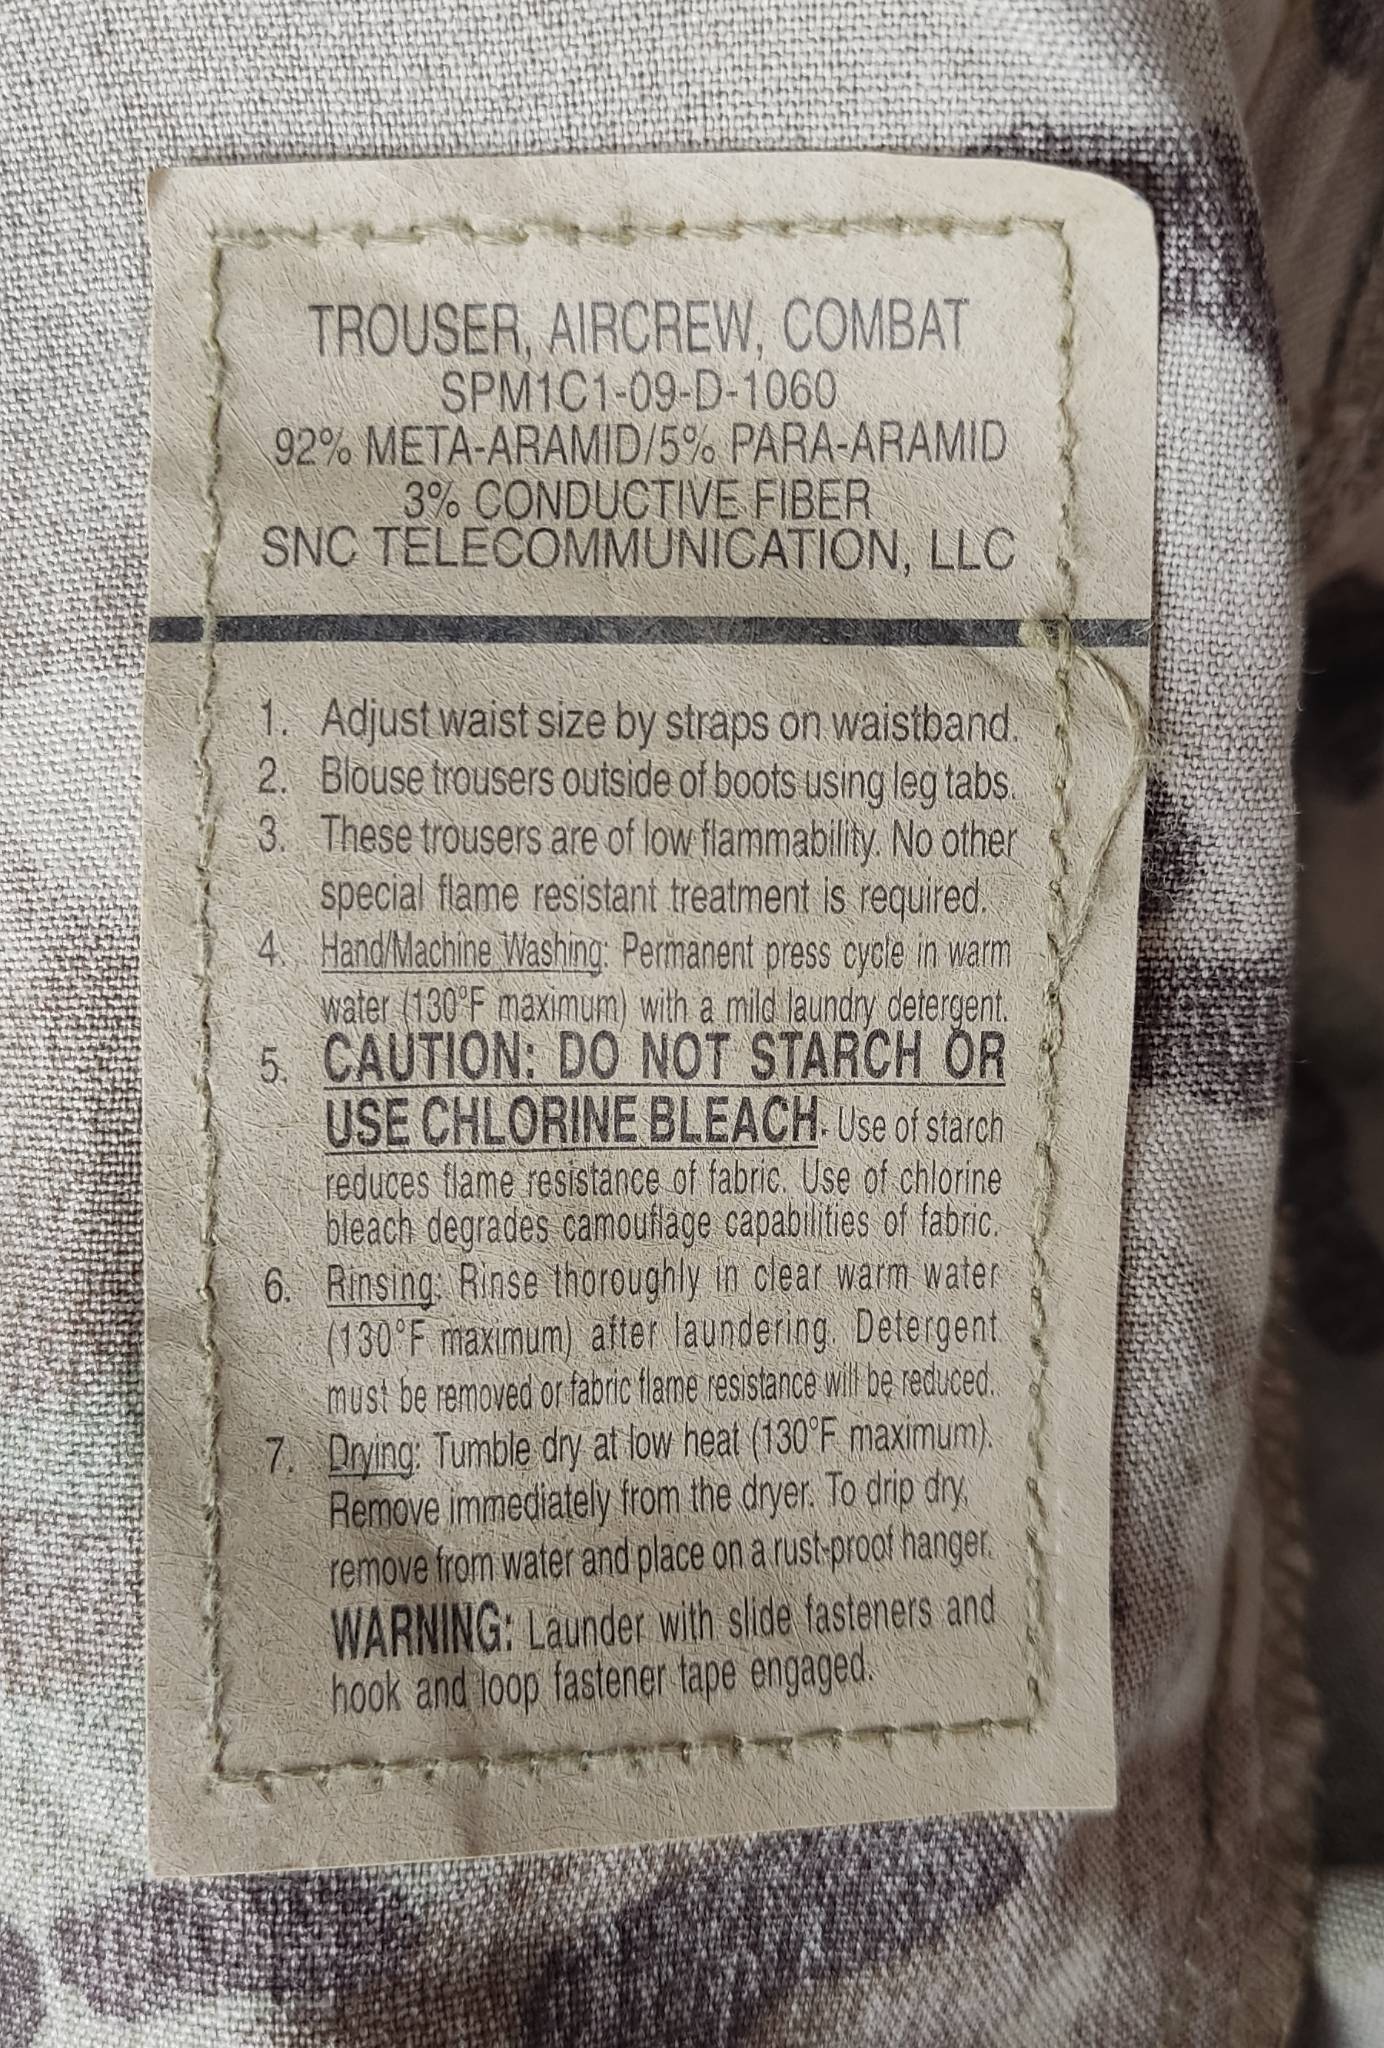 TROUSER, AIRCREW, COMBAT
SPM1C1-09-D-1060
92% META-ARAMID/5% PARA-ARAMID
3% CONDUCTIVE FIBER
SNC TELECOMMUNICATION, LLC
1. Adjust waist size by straps on waistband.
2. Blouse trousers outside of boots using leg tabs.
3. These trousers are of low flammability. No other
special flame resistant treatment is required.
4. Hand/Machine Washing: Permanent press cycle in warm
water (130°F maximum) with a mild laundry detergent.
5. CAUTION: DO NOT STARCH OR
USE CHLORINE BLEACH. Use of starch
reduces flame resistance of fabric. Use of chlorine
bleach degrades camouflage capabilities of fabric.
6. Rinsing: Rinse thoroughly in clear warm water
(130°F maximum) after laundering. Detergent
must be removed or fabric flame resistance will be reduced.
7. Drying: Tumble dry at low heat (130°F maximum).
Remove immediately from the dryer. To drip dry,
remove from water and place on a rust-proof hanger.
WARNING: Launder with slide fasteners and
hook and loop fastener tape engaged.